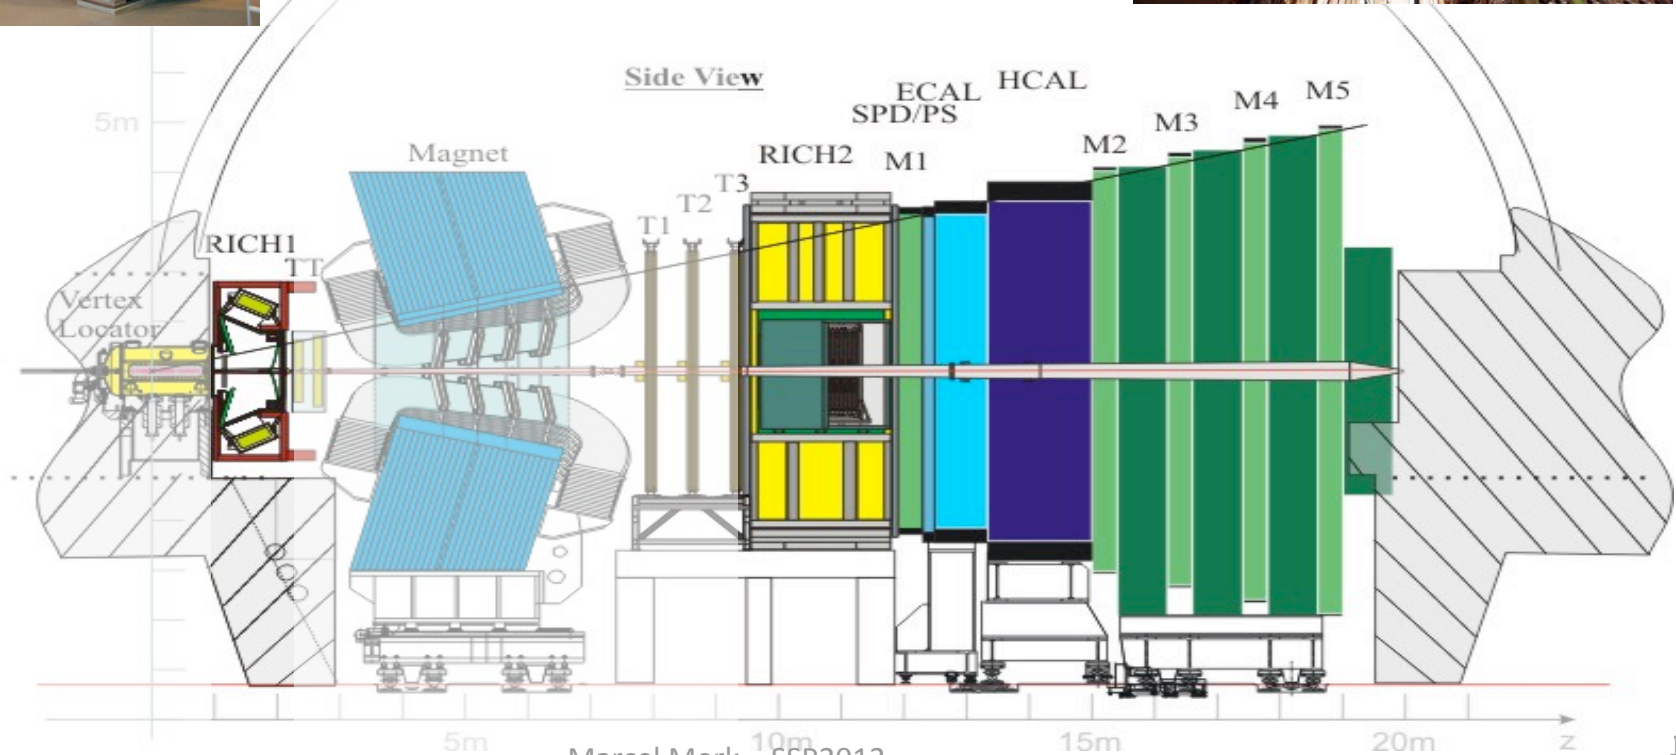 Side View
5m
ECAL
HCAL
SPD/PS
M5
M4
M3
M2
M1
RICH2
Magnet
T3
T2
T1
RICH1
TT
Vertex
Locator
5m
10m
15m
20m
z